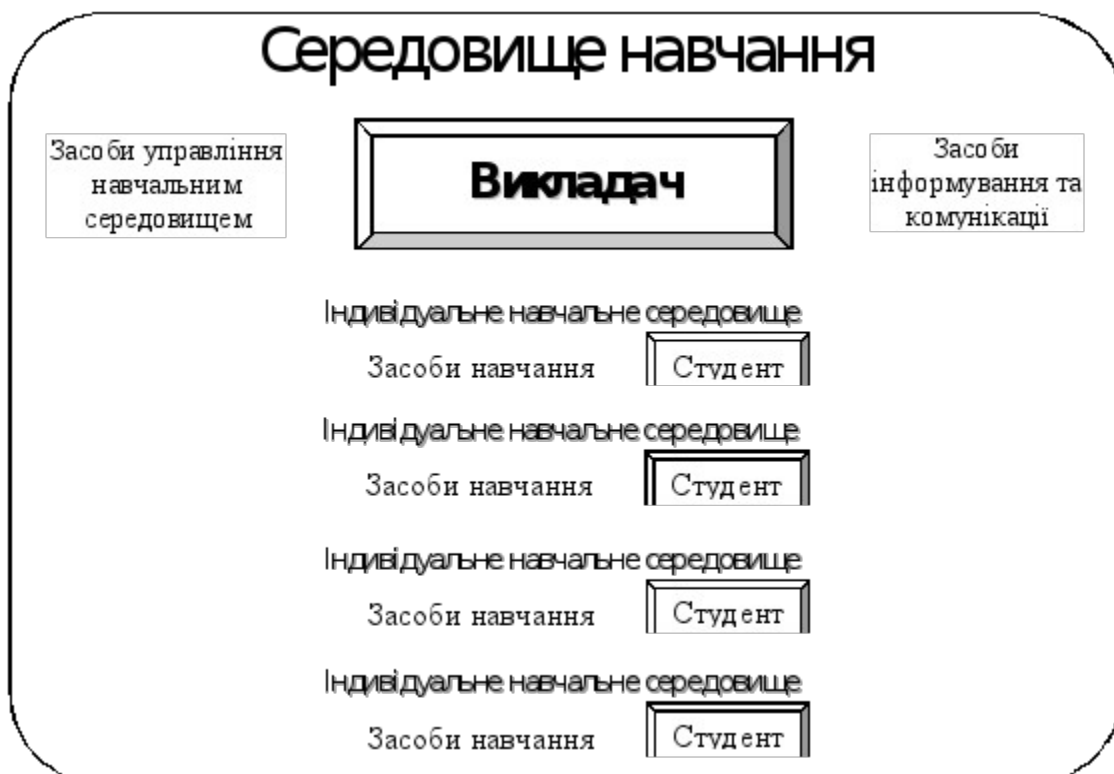 Середовище навчання
Засоби управління
навчальним
середовищем
Викладач
Засоби
інформування та
комунікації
Індивідуальне навчальне середовище
Засоби навчання Студент
Індивідуальне навчальне середовище
Засоби навчання Студент
Індивідуальне навчальне середовище
Засоби навчання Студент
Індивідуальне навчальне середовище
Засоби навчання Студент